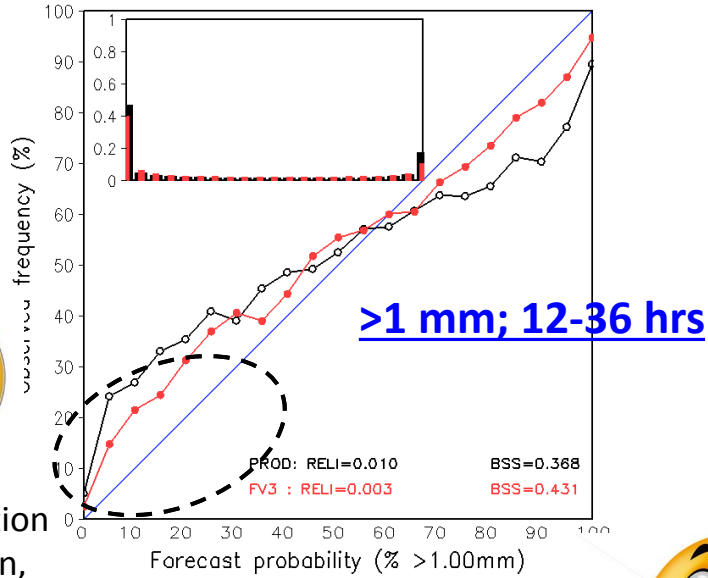 100
90
80
70
60
50
40
30
20
10
0
1
0.8
0.6
0.4
0.2
0
frequency (%)
>1 mm; 12-36 hrs
PROD: RELI=0.010 BSS=0.368
FV3 : RELI=0.003 BSS=0.431
0 10 20 30 40 50 60 70 80 90 100
Forecast probability (% >1.00mm)
tion
n,